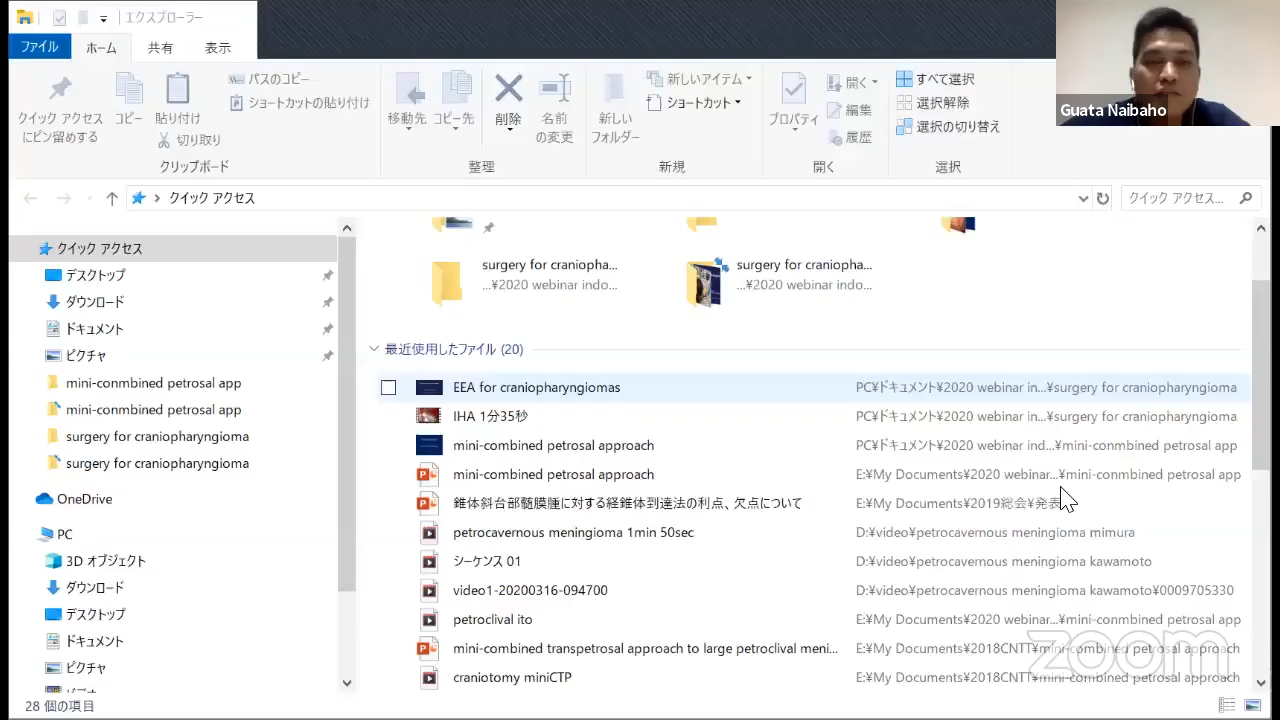 エクスプローラー
ファイル ホーム 共有 表示
クイック アクセス
にピン留めする
コピー
貼り付け
パスのコピー
ショートカットの貼り付け
切り取り
クリップボード
移動先
コピー先
削除
名前
の変更
整理
新しい
フォルダー
新しいアイテム
ショートカット
新規
プロパティ
開く
編集
履歴
開く
すべて選択
選択解除
選択の切り替え
選択
Guata Naibaho
クイック アクセス
クイック アクセス...
クイック アクセス
デスクトップ
ダウンロード
ドキュメント
ピクチャ
mini-conmbined petrosal app
mini-combined petrosal app
surgery for craniopharyngioma
surgery for craniopharyngioma
OneDrive
PC
3D オブジェクト
ダウンロード
デスクトップ
ドキュメント
ピクチャ
surgery for craniopha...
...¥2020 webinar indo...
surgery for craniopha...
...¥2020 webinar indo...
最近使用したファイル (20)
EEA for craniopharyngiomas PC¥ドキュメント¥2020 webinar in...¥surgery for craniopharyngioma
IHA 1分35秒 PC¥ドキュメント¥2020 webinar in...¥surgery for craniopharyngioma
mini-combined petrosal approach PC¥ドキュメント¥2020 webinar ind...¥mini-conmbined petrosal app
mini-combined petrosal approach E:¥My Documents¥2020 webinar...¥mini-conmbined petrosal app
錐体斜台部髄膜腫に対する経錐体到達法の利点、欠点について E:¥My Documents¥2019総会¥発表
petrocavernous meningioma 1min 50sec D:¥video¥petrocavernous meningioma mimura
シーケンス 01 D:¥video¥petrocavernous meningioma kawamoto
video1-20200316-094700 D:¥video¥petrocavernous meningioma kawamoto¥0009705330
petroclival ito E:¥My Documents¥2020 webinar...¥mini-conmbined petrosal app
mini-combined transpetrosal approach to large petroclival meni... E:¥My Documents¥2018CNTT¥mini-combined petrosal approach
craniotomy miniCTP E:¥My Documents¥2018CNTT¥mini-combined petrosal approach
zoom
28 個の項目